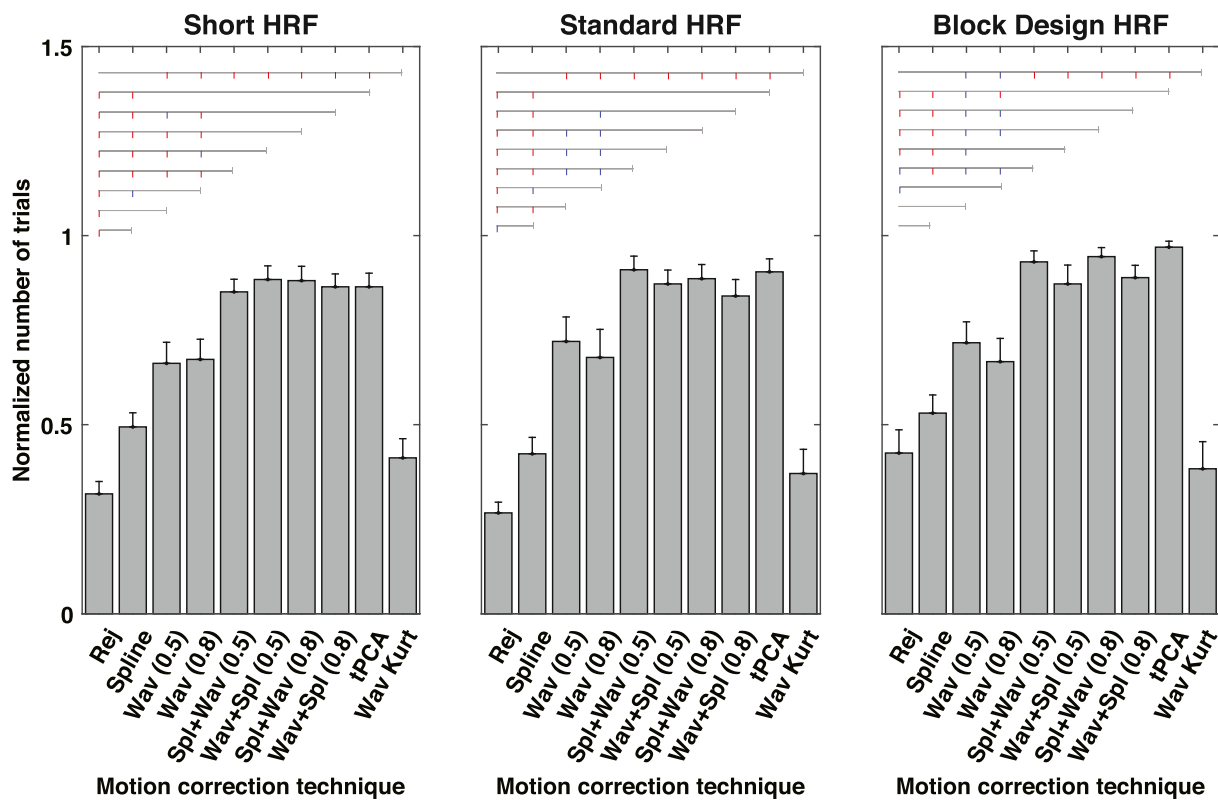 Short HRF
Standard HRF
Block Design HRF
Normalized number of trials
1.5
1
0.5
0
Rej
Spline
Wav (0.5)
Wav (0.8)
Spl+Wav (0.5)
Wav+Spl (0.5)
Spl+Wav (0.8)
Wav+Spl (0.8)
tPCA
Wav Kurt
Motion correction technique
Rej
Spline
Wav (0.5)
Wav (0.8)
Spl+Wav (0.5)
Wav+Spl (0.5)
Spl+Wav (0.8)
Wav+Spl (0.8)
tPCA
Wav Kurt
Motion correction technique
Rej
Spline
Wav (0.5)
Wav (0.8)
Spl+Wav (0.5)
Wav+Spl (0.5)
Spl+Wav (0.8)
Wav+Spl (0.8)
tPCA
Wav Kurt
Motion correction technique